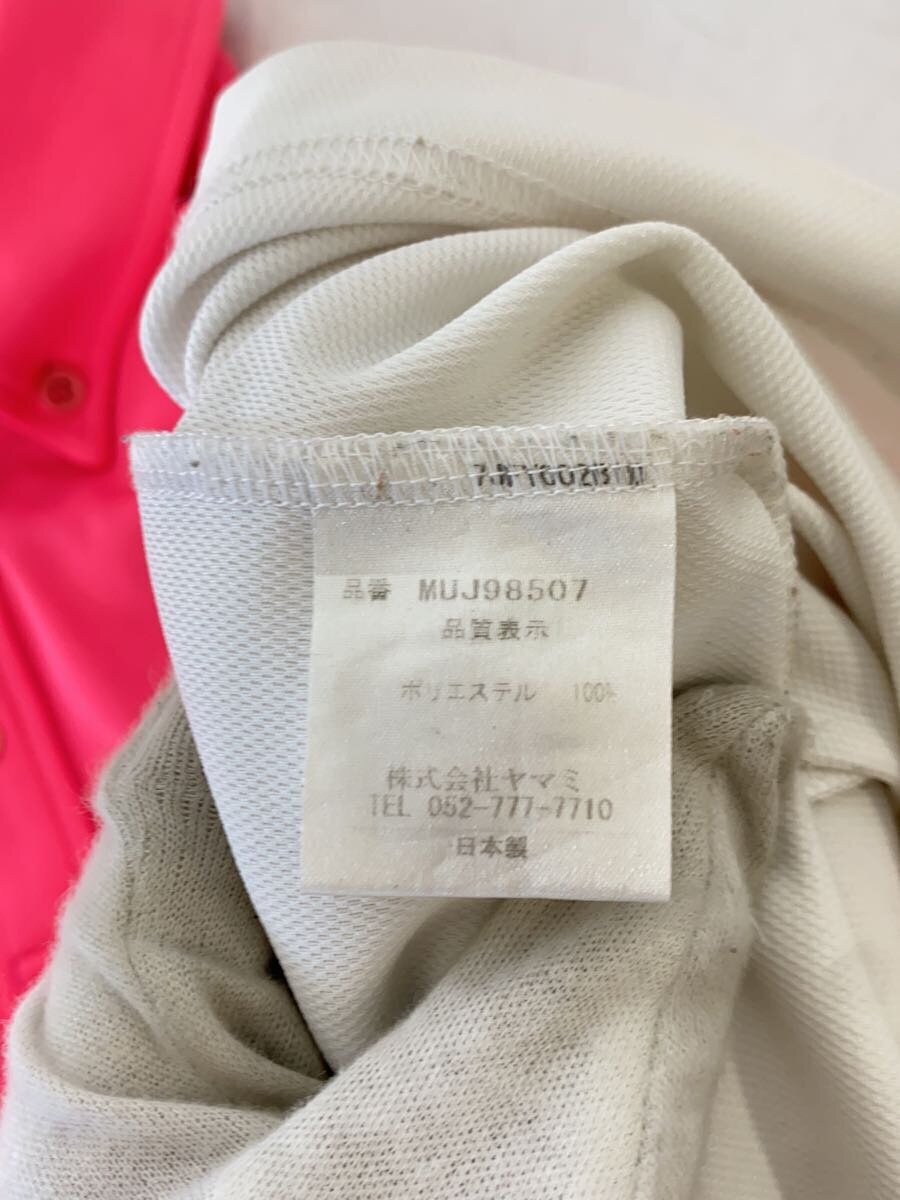 品番 MUJ98507
品質表示
ポリエステル 100%
株式会社ヤマミ
TEL 052-777-7710
日本製